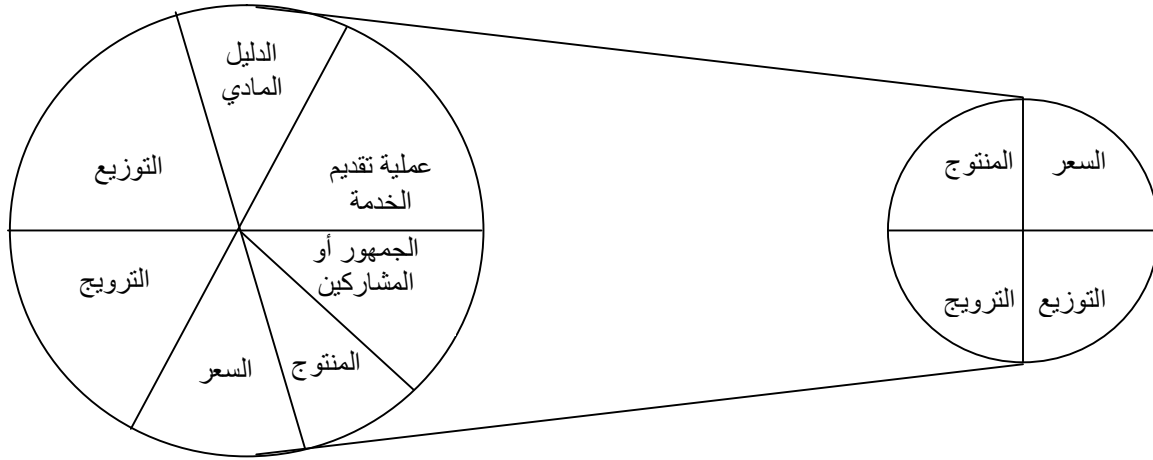 الدليل
المادي
عملية تقديم
الخدمة
التوزيع
الجمهور أو
المشاركين
الترويج
المنتوج
السعر
السعر
المنتوج
التوزيع
الترويج